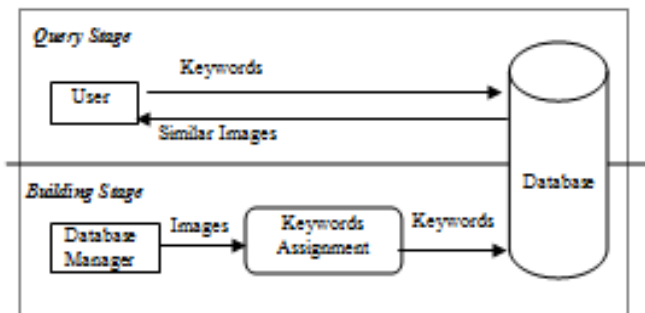 Query Stage
Keywords
User
Similar Images
Database
Building Stage
Images
Keywords
Assignment
Keywords
Database
Manager